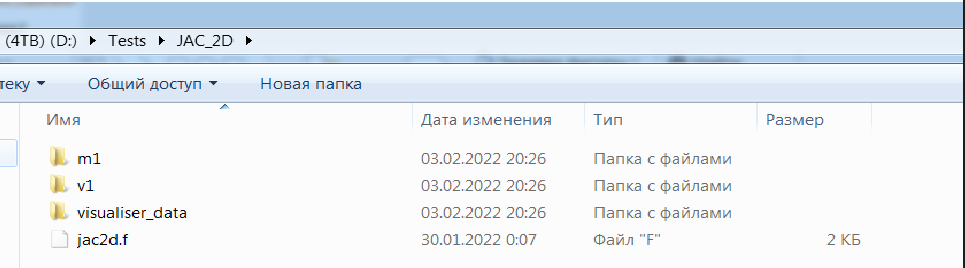 (4TB) (D:) ▸ Tests ▸ JAC_2D ▸
теку ▾ Общий доступ ▾ Новая папка
Имя Дата изменения Тип Размер
m1 03.02.2022 20:26 Папка с файлами
v1 03.02.2022 20:26 Папка с файлами
visualiser_data 03.02.2022 20:26 Папка с файлами
jac2d.f 30.01.2022 0:07 Файл "F" 2 КБ